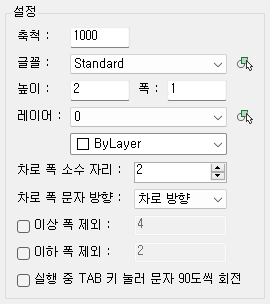 설정
축척 : 1000
글꼴 : Standard
높이 : 2 폭 : 1
레이어 : 0
ByLayer
차로 폭 소수 자리 : 2
차로 폭 문자 방향 : 차로 방향
이상 폭 제외 : 4
이하 폭 제외 : 2
실행 중 TAB 키 눌러 문자 90도씩 회전